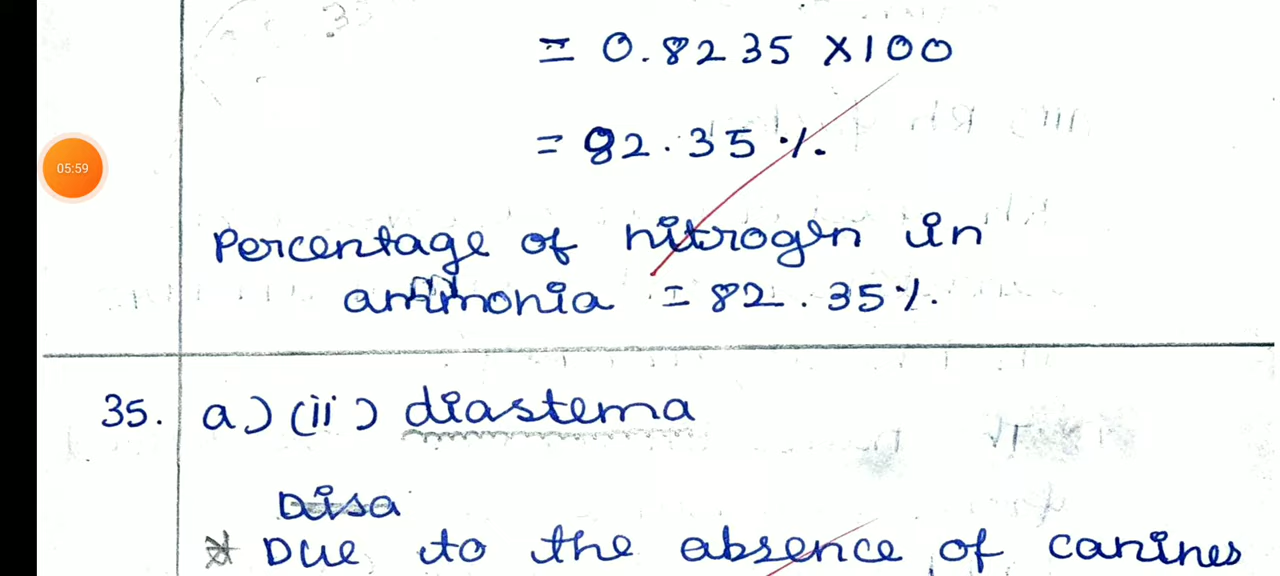 = 0.8235 X100
= 82.35 %.
05:59
Percentage of nitrogen in
ammonia = 82.35%.
35. a) (ii) diastema
Disa
* Due to the absence of canines